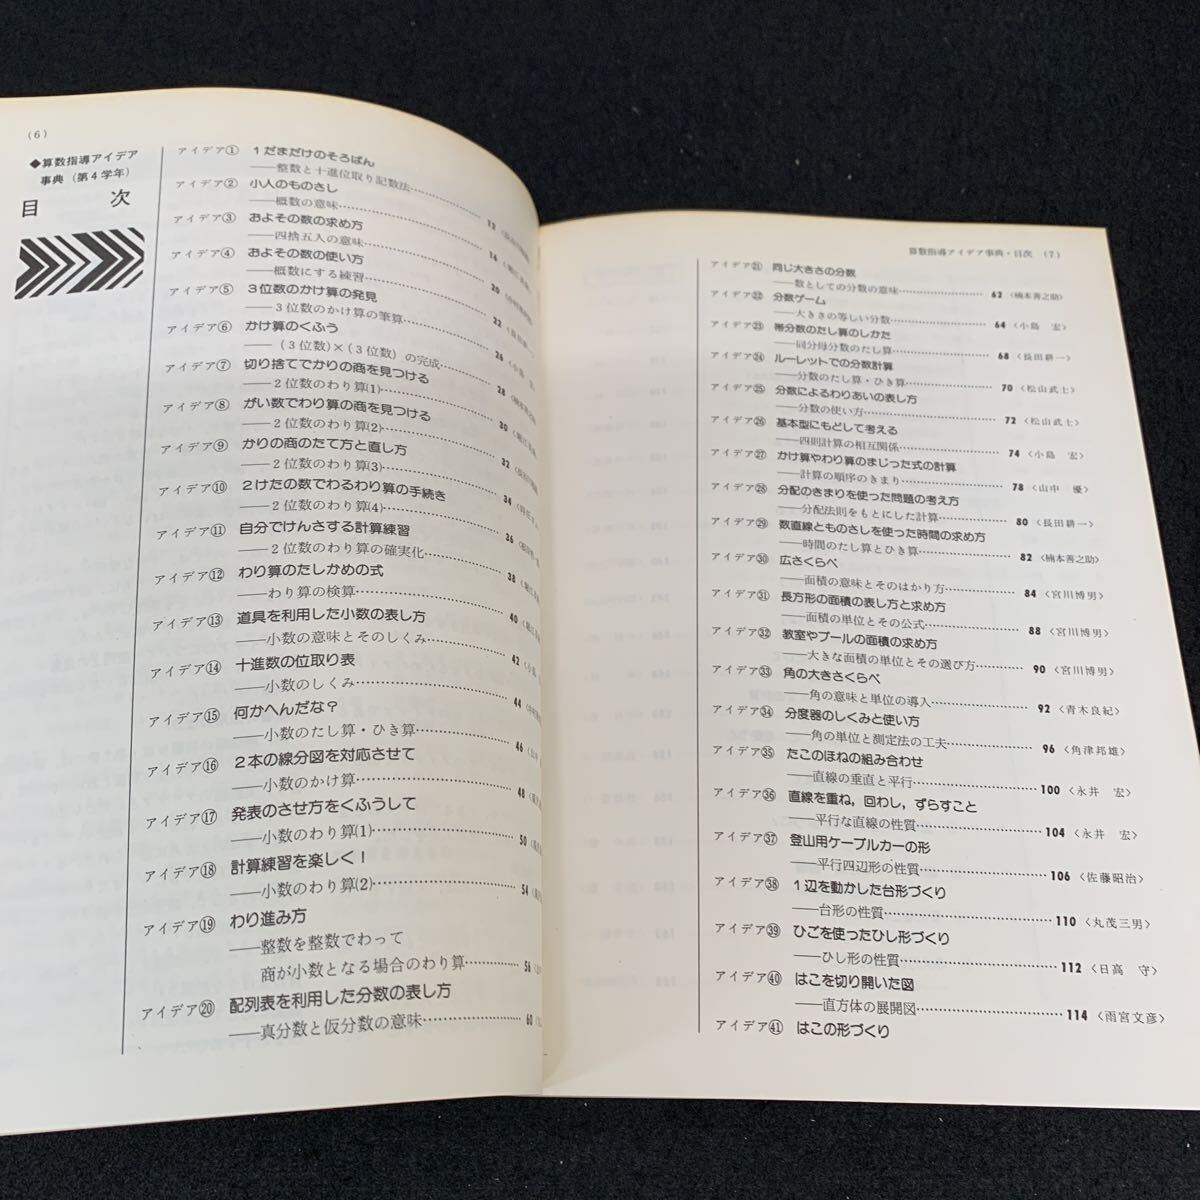 (6)
◆算数指導アイデア
事典(第4学年)
目 次
アイデア① 1だまだけのそろばん
——整数と十進位取り記数法……12
アイデア② 小人のものさし
——概数の意味……16
アイデア③ およその数の求め方
——四捨五入の意味……20
アイデア④ およその数の使い方
——概数にする練習……22
アイデア⑤ 3位数のかけ算の発見
——3位数のかけ算の筆算……26
アイデア⑥ かけ算のくふう
——(3位数)×(3位数)の完成……28
アイデア⑦ 切り捨てでかりの商を見つける
——2位数のわり算(1)……30
アイデア⑧ がい数でわり算の商を見つける
——2位数のわり算(2)……32
アイデア⑨ かりの商のたて方と直し方
——2位数のわり算(3)……34
アイデア⑩ 2けたの数でわるわり算の手続き
——2位数のわり算(4)……36
アイデア⑪ 自分でけんさする計算練習
——2位数のわり算の確実化……38
アイデア⑫ わり算のたしかめの式
——わり算の検算……40
アイデア⑬ 道具を利用した小数の表し方
——小数の意味とそのしくみ……42
アイデア⑭ 十進数の位取り表
——小数のしくみ……44
アイデア⑮ 何かへんだな?
——小数のたし算・ひき算……46
アイデア⑯ 2本の線分図を対応させて
——小数のかけ算……48
アイデア⑰ 発表のさせ方をくふうして
——小数のわり算(1)……50
アイデア⑱ 計算練習を楽しく!
——小数のわり算(2)……54
アイデア⑲ わり進み方
——整数を整数でわって
商が小数となる場合のわり算……56
アイデア⑳ 配列表を利用した分数の表し方
——真分数と仮分数の意味……60
算数指導アイデア事典・目次 (7)
アイデア㉑ 同じ大きさの分数
——数としての分数の意味……62〈楠本善之助〉
アイデア㉒ 分数ゲーム
——大きさの等しい分数……64〈小島 宏〉
アイデア㉓ 帯分数のたし算のしかた
——同分母分数のたし算……68〈長田耕一〉
アイデア㉔ ルーレットでの分数計算
——分数のたし算・ひき算……70〈松山武士〉
アイデア㉕ 分数によるわりあいの表し方
——分数の使い方……72〈松山武士〉
アイデア㉖ 基本型にもどして考える
——四則計算の相互関係……74〈小島 宏〉
アイデア㉗ かけ算やわり算のまじった式の計算
——計算の順序のきまり……78〈山中 優〉
アイデア㉘ 分配のきまりを使った問題の考え方
——分配法則をもとにした計算……80〈長田耕一〉
アイデア㉙ 数直線とものさしを使った時間の求め方
——時間のたし算とひき算……82〈楠本善之助〉
アイデア㉚ 広さくらべ
——面積の意味とそのはかり方……84〈宮川博男〉
アイデア㉛ 長方形の面積の表し方と求め方
——面積の単位とその公式……88〈宮川博男〉
アイデア㉜ 教室やプールの面積の求め方
——大きな面積の単位とその選び方……90〈宮川博男〉
アイデア㉝ 角の大きさくらべ
——角の意味と単位の導入……92〈青木良紀〉
アイデア㉞ 分度器のしくみと使い方
——角の単位と測定法の工夫……96〈角津邦雄〉
アイデア㉟ たこのほねの組み合わせ
——直線の垂直と平行……100〈永井 宏〉
アイデア㊱ 直線を重ね,回わし,ずらすこと
——平行な直線の性質……104〈永井 宏〉
アイデア㊲ 登山用ケーブルカーの形
——平行四辺形の性質……106〈佐藤昭治〉
アイデア㊳ 1辺を動かした台形づくり
——台形の性質……110〈丸茂三男〉
アイデア㊴ ひごを使ったひし形づくり
——ひし形の性質……112〈日高 守〉
アイデア㊵ はこを切り開いた図
——直方体の展開図……114〈雨宮文彦〉
アイデア㊶ はこの形づくり